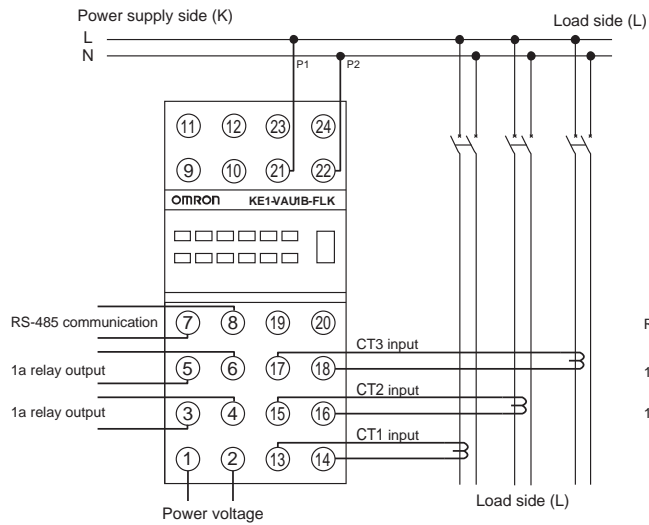 Power supply side (K)
Load side (L)
L
N
P1 P2
11 12 23 24
9 10 21 22
OMRON KE1-VAU1B-FLK
RS-485 communication 7 8 19 20
CT3 input
1a relay output 5 6 17 18
CT2 input
1a relay output 3 4 15 16
CT1 input
1 2 13 14
Load side (L)
Power voltage